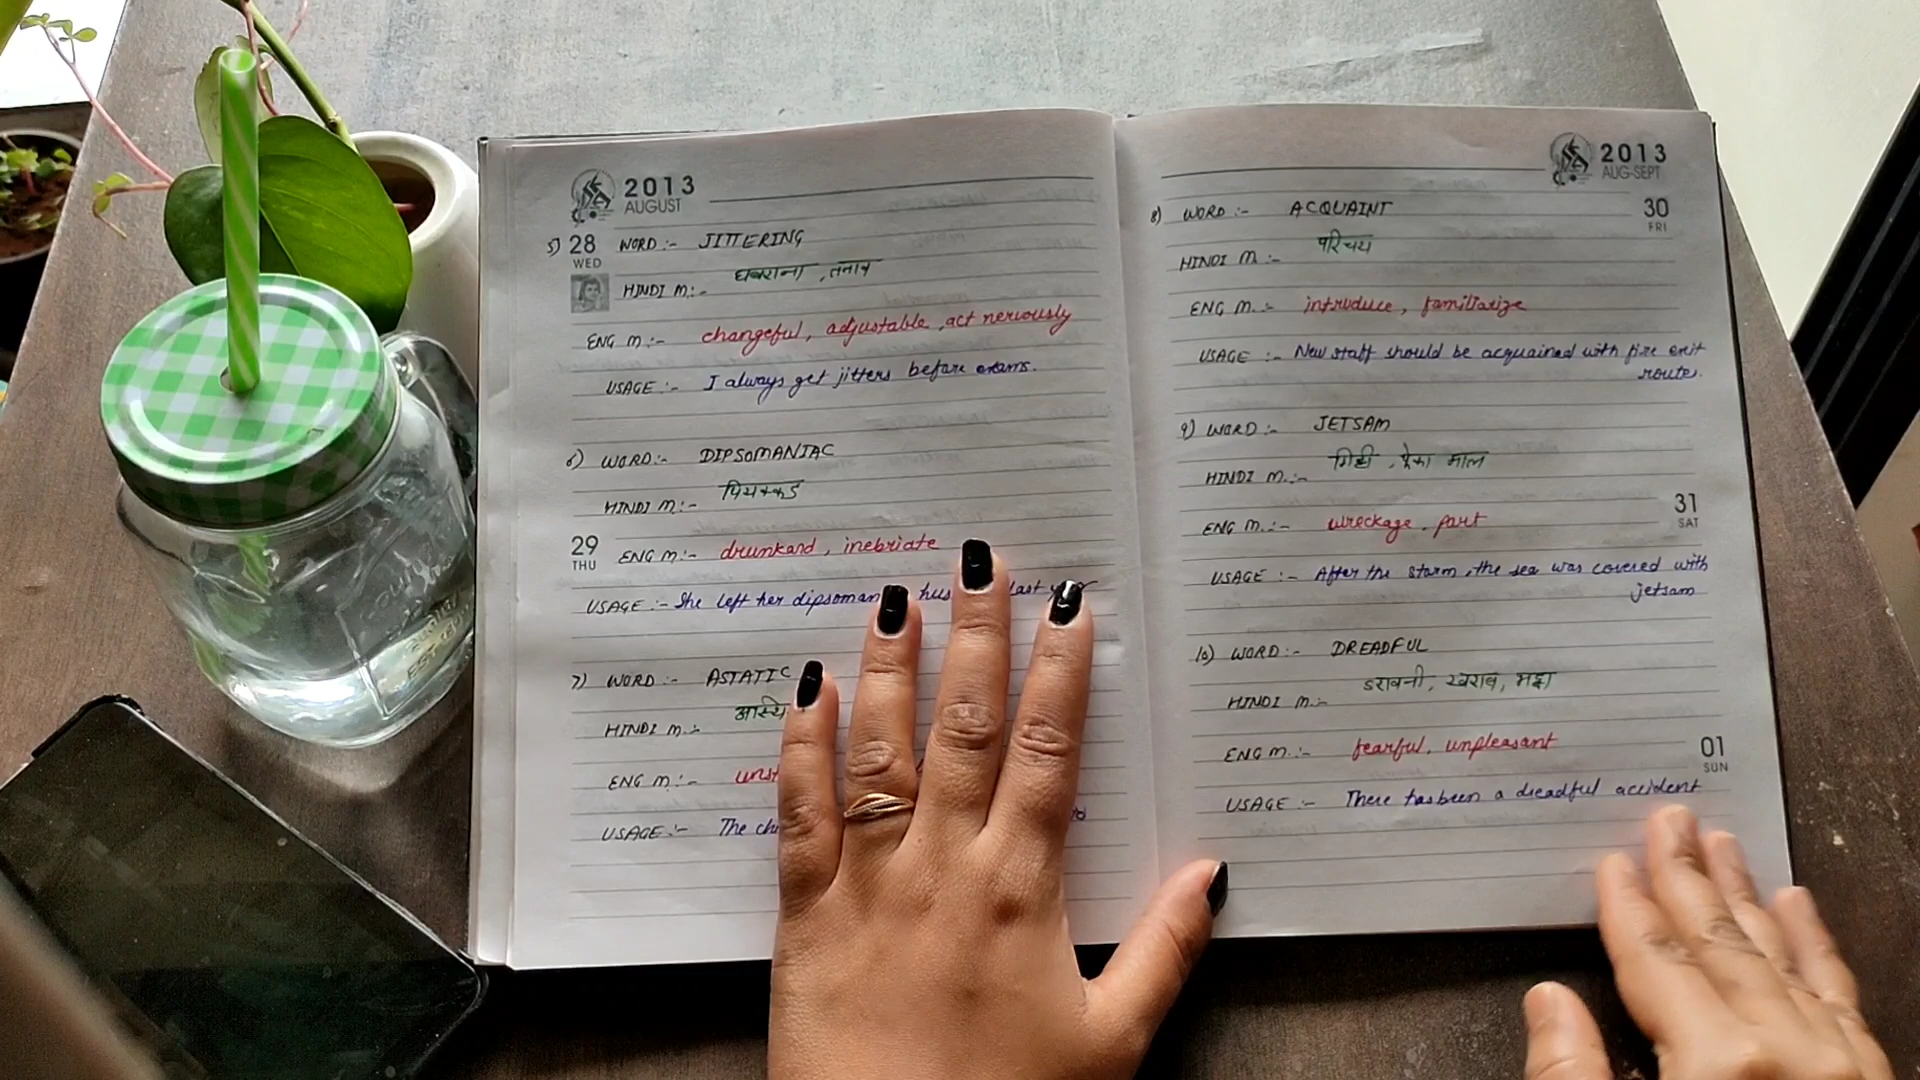 2013
AUGUST
5) 28 WED WORD :- JITTERING
HINDI M:- घबराना, तनाव
ENG M:- changeful, adjustable, act neriously
USAGE :- I always get jitters before exams.
6) WORD:- DIPSOMANIAC
HINDI M:- पियक्कड
29 THU ENG M:- drunkard, inebriate
USAGE :- She left her dipsoman last
7) WORD :- ASTATIC
HINDI M:-
ENG M:-
USAGE :- The
2013
AUG-SEPT
8) WORD :- ACQUAINT 30 FRI
HINDI M :- परिचय
ENG M.:- introduce, familiarize
USAGE :- New staff should be acquained with fire exit
route.
9) WORD :- JETSAM
HINDI M.:- माल
31 SAT
ENG M.:- wreckage, part
USAGE :- After the storm, the sea was covered with
jetsam
10) WORD:- DREADFUL
HINDI M:- डरावनी, खराब, भद्दा
ENG M.:- fearful, unpleasant 01 SUN
USAGE :- There has been a dreadful accident